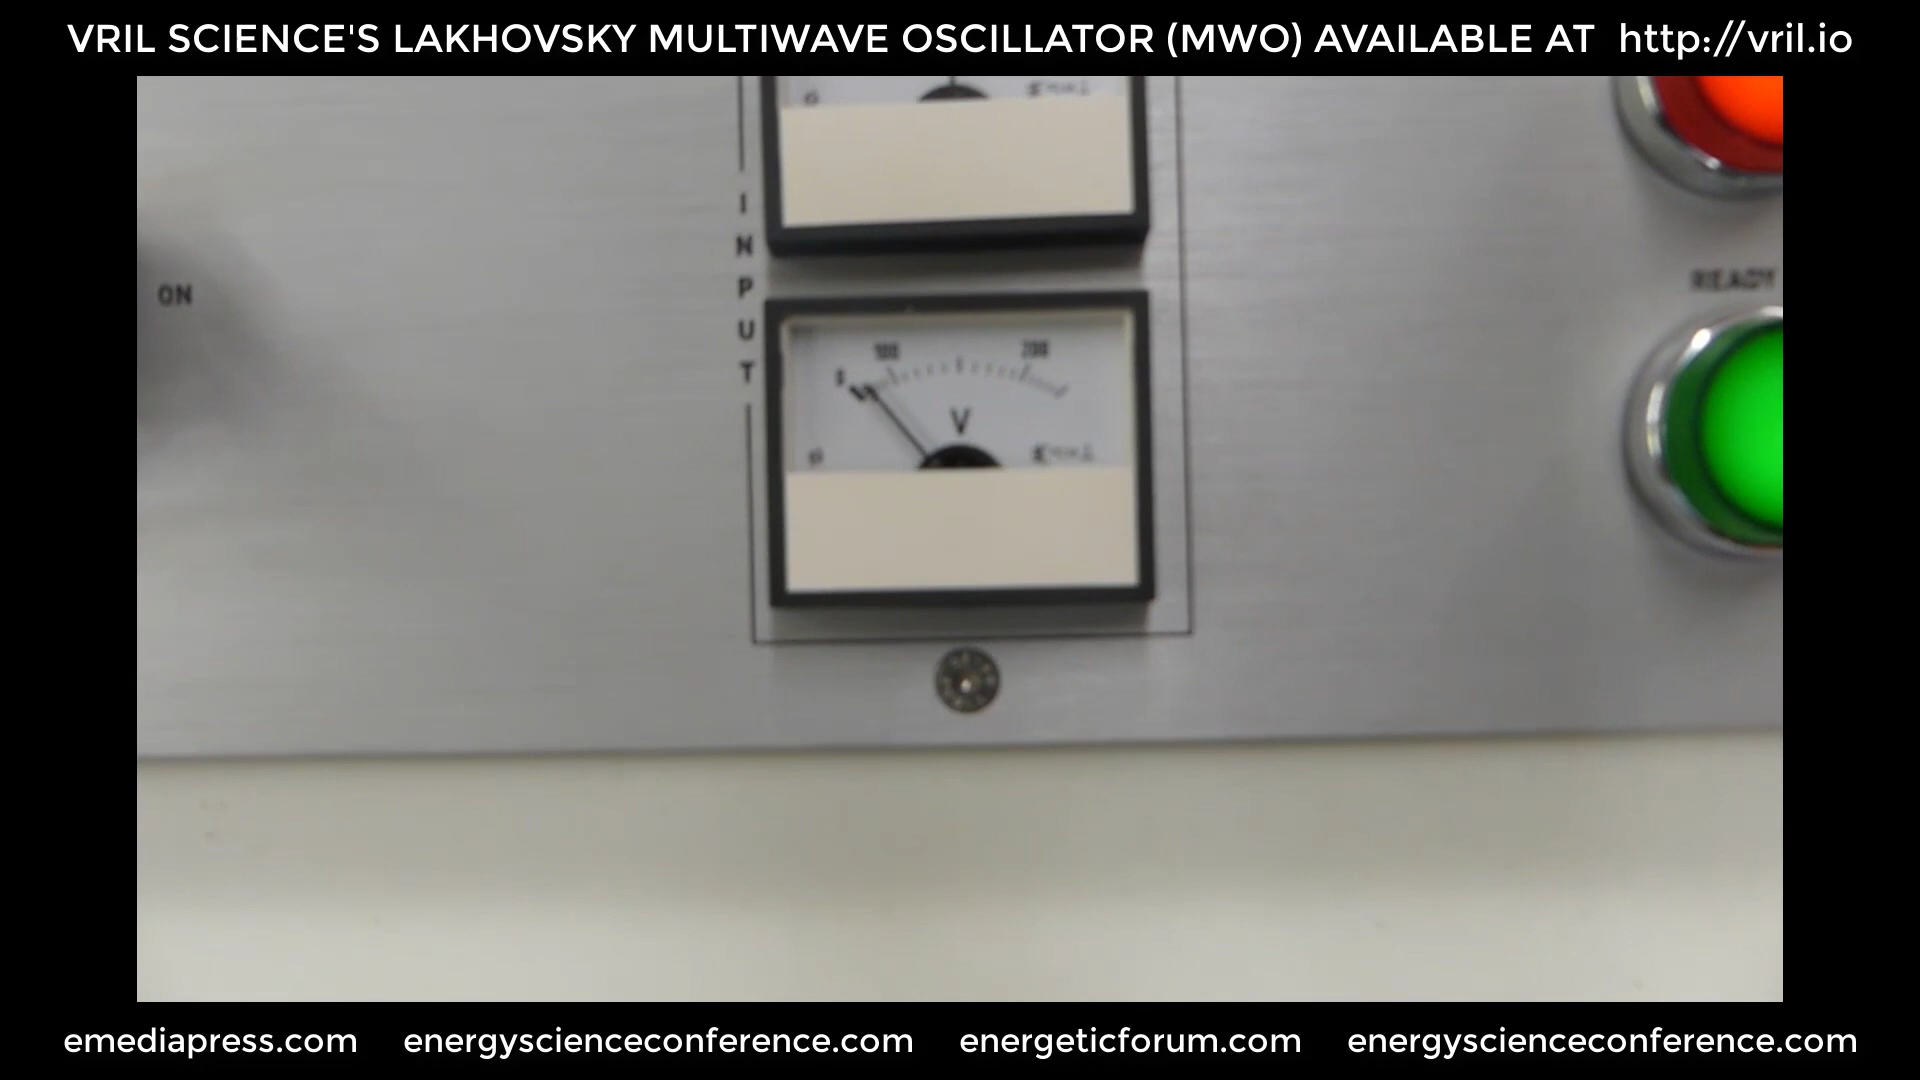 VRIL SCIENCE'S LAKHOVSKY MULTIWAVE OSCILLATOR (MWO) AVAILABLE AT http://vril.io
INPUT
ON
READY
100 200
V
emediapress.com energyscienceconference.com energeticforum.com energyscienceconference.com